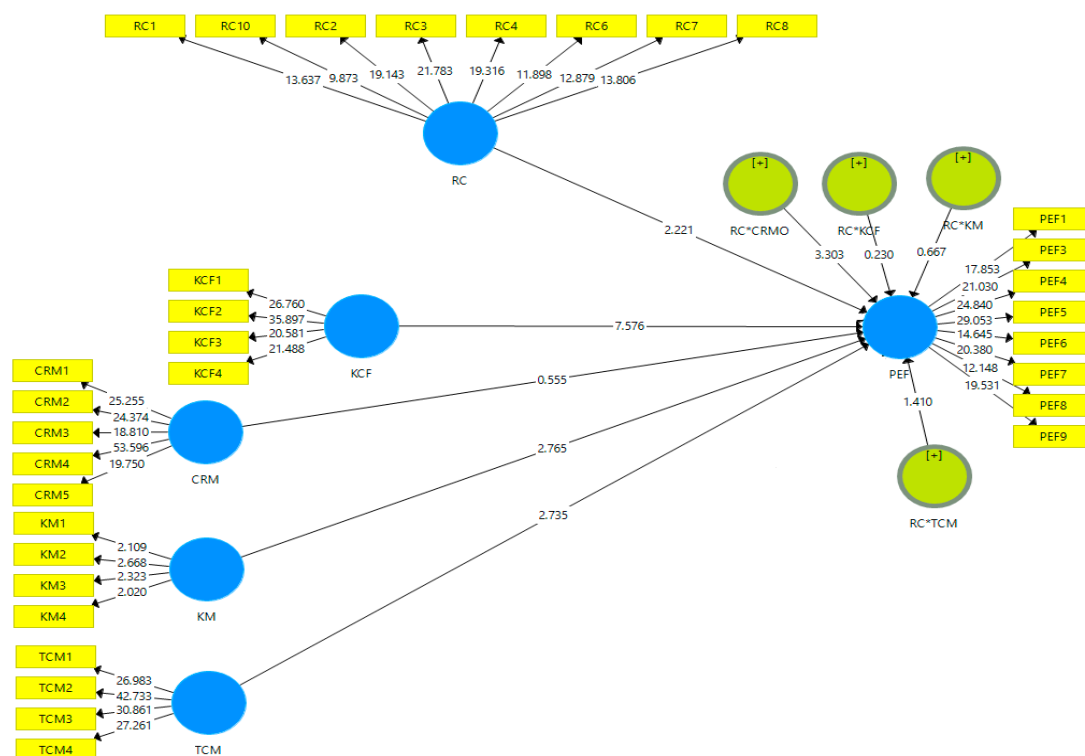 RC1 RC10 RC2 RC3 RC4 RC6 RC7 RC8
13.637 9.873 19.143 21.783 19.316 11.898 12.879 13.806
RC
[+] [+] [+]
RC*CRMO RC*KCF RC*KM
2.221 3.303 0.230 0.667
PEF1
PEF3
PEF4
PEF5
PEF6
PEF7
PEF8
PEF9
17.853
21.030
24.840
29.053
14.645
20.380
12.148
19.531
PEF
1.410
[+]
RC*TCM
KCF1
KCF2
KCF3
KCF4
26.760
35.897
20.581
21.488
KCF
7.576
CRM1
CRM2
CRM3
CRM4
CRM5
25.255
24.374
18.810
53.596
19.750
CRM
0.555
KM1
KM2
KM3
KM4
2.109
2.668
2.323
2.020
KM
2.765
TCM1
TCM2
TCM3
TCM4
26.983
42.733
30.861
27.261
TCM
2.735